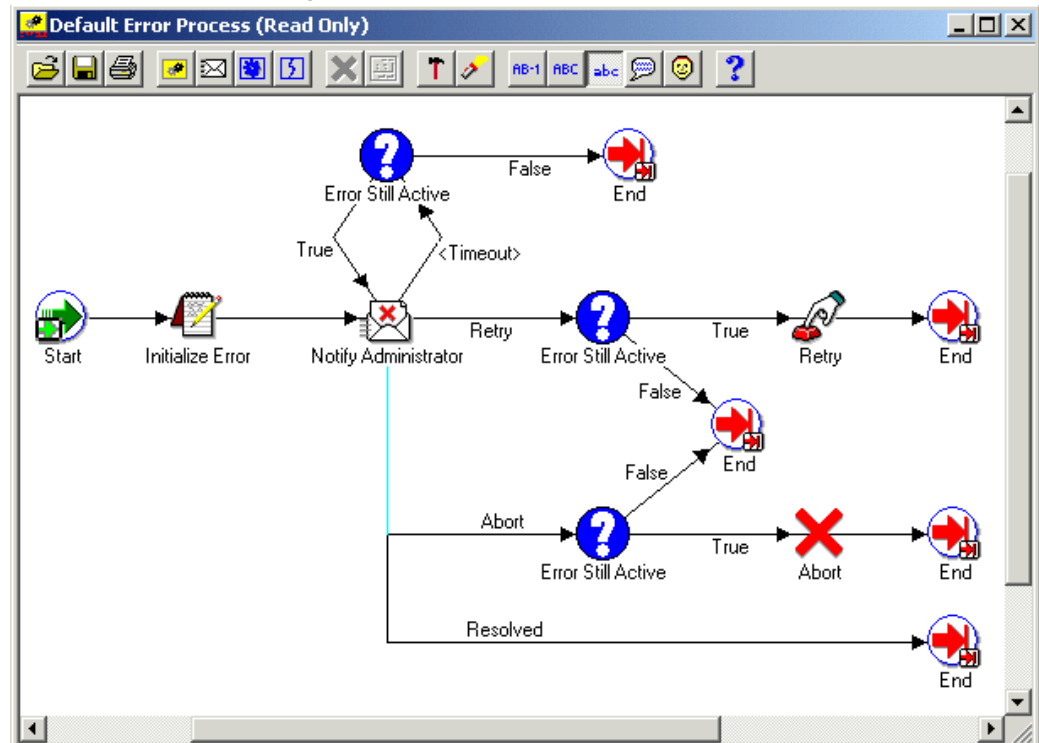 Default Error Process (Read Only)
AB-1 ABC abc
False
Error Still Active
End
True
<Timeout>
Retry
True
Start
Initialize Error
Notify Administrator
Error Still Active
Retry
End
False
False
End
Abort
True
Error Still Active
Abort
End
Resolved
End